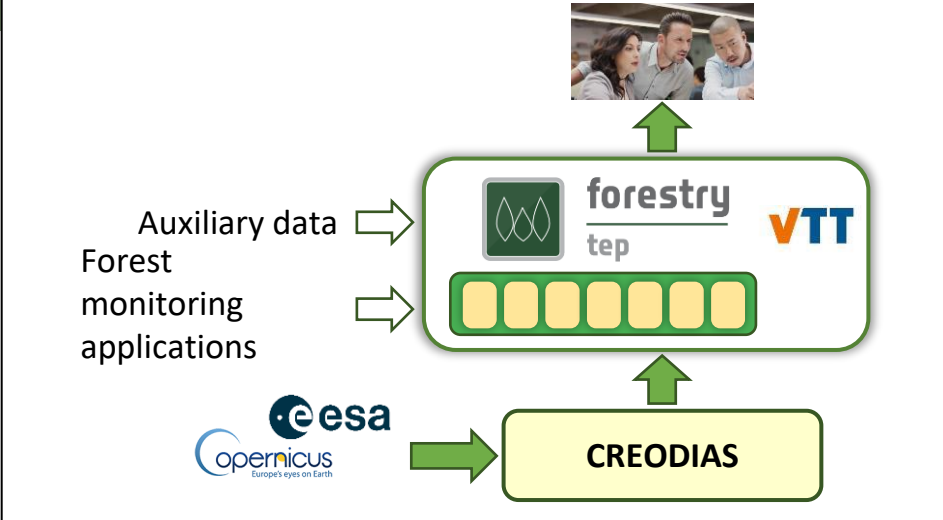 forestry
tep
VTT
Auxiliary data
Forest
monitoring
applications
esa
opernicus
Europe's eyes on Earth
CREODIAS